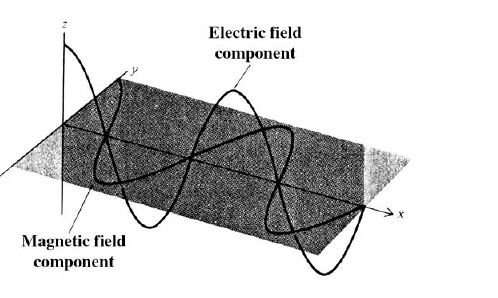 z
Electric field
component
y
x
Magnetic field
component